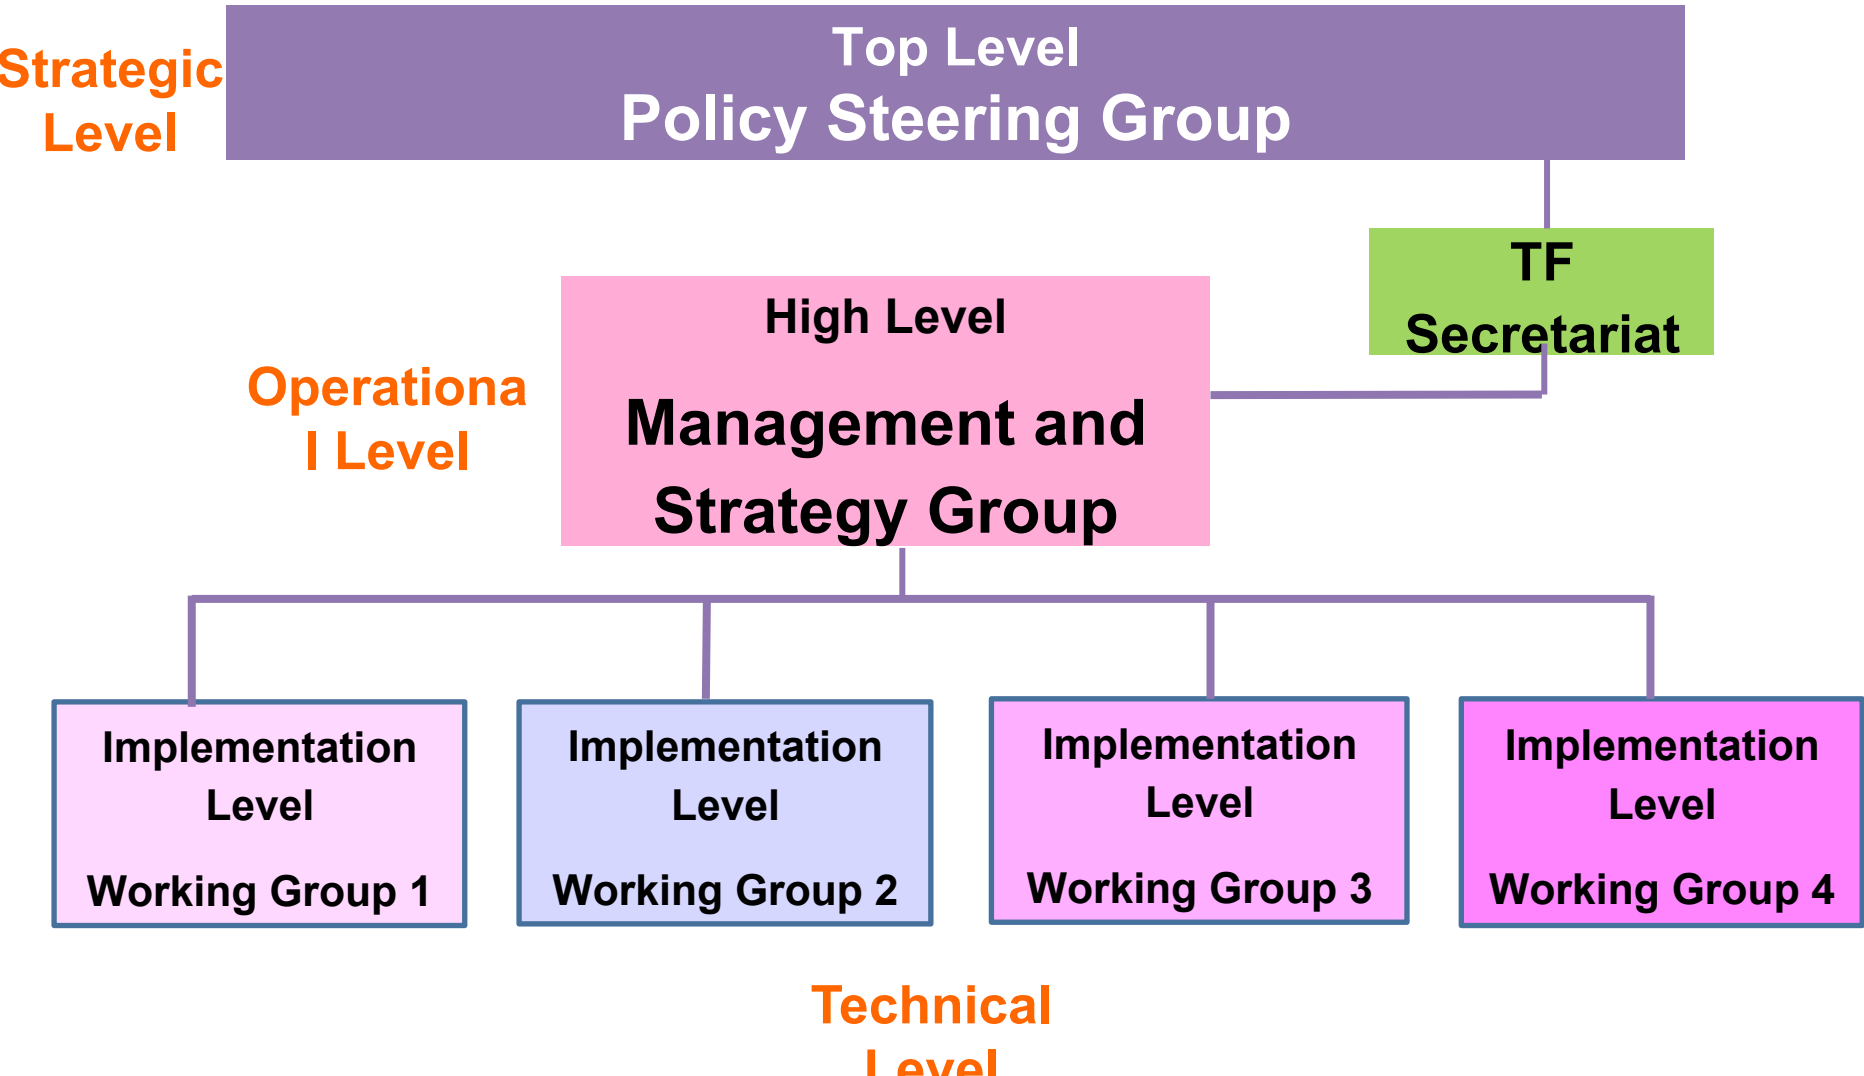 Strategic
Level
Top Level
Policy Steering Group
TF
Secretariat
High Level
Management and
Strategy Group
Operationa
l Level
Implementation
Level
Working Group 1
Implementation
Level
Working Group 2
Implementation
Level
Working Group 3
Implementation
Level
Working Group 4
Technical
Level